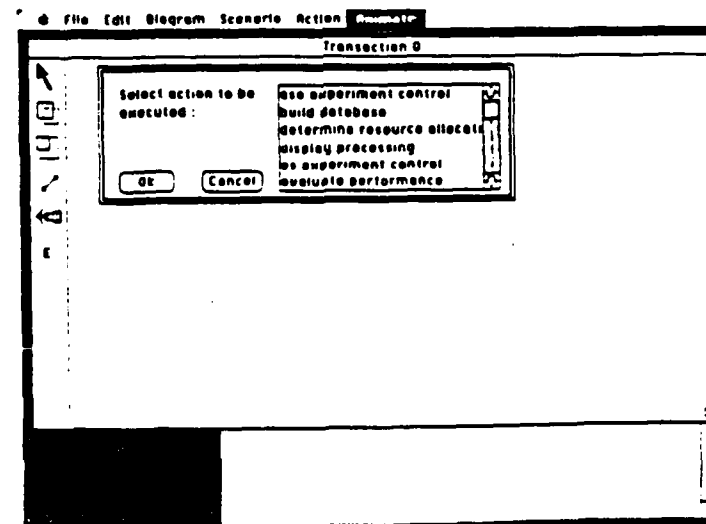 File Edit Diagram Scenario Action Animate
Transaction 0
Select action to be
executed :
ase experiment control
build database
determine resource allocati
display processing
es experiment control
evaluate performance
Ok Cancel
E